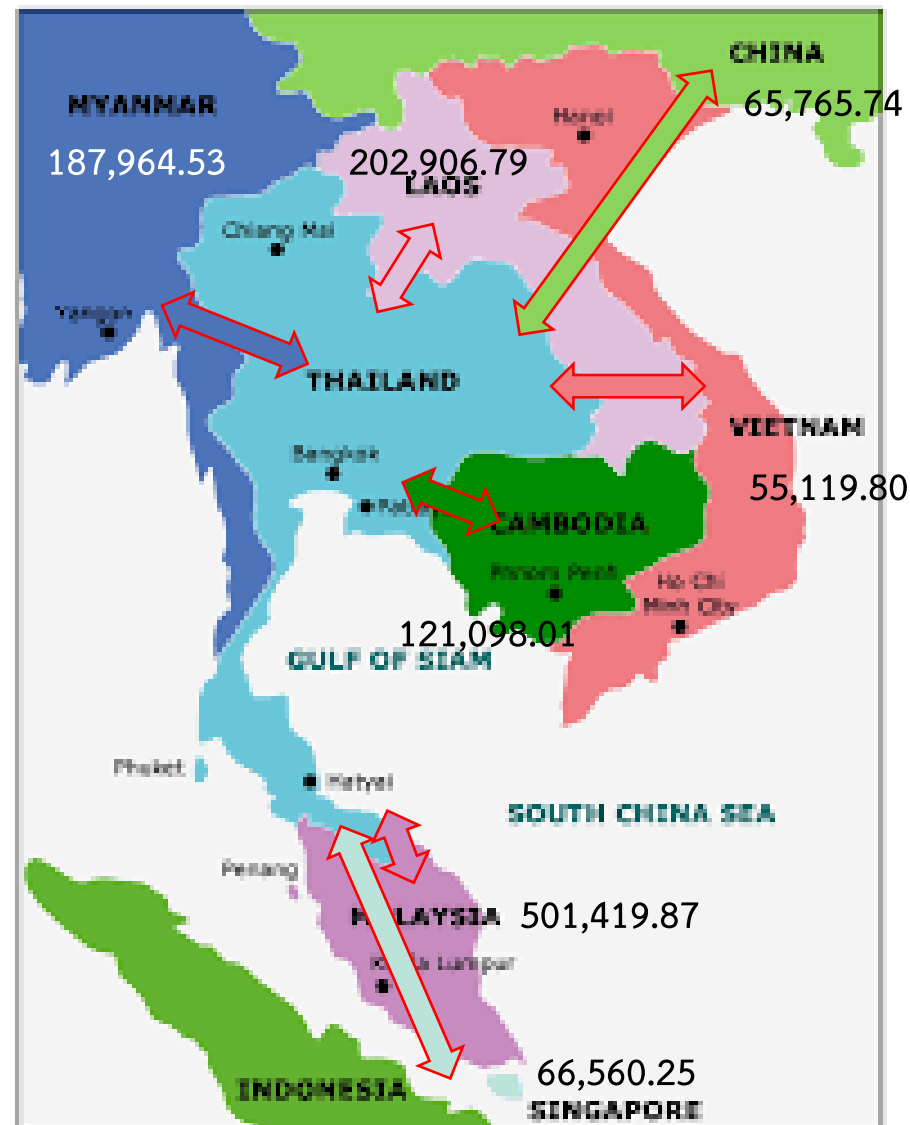 CHINA
65,765.74
MYANMAR
187,964.53
Hanoi
202,906.79
LAOS
Chiang Mai
Yangon
THAILAND
VIETNAM
Bangkok
55,119.80
CAMBODIA
Phnom Penh
Ho Chi
Minh City
121,098.01
GULF OF SIAM
Phuket
Hatyai
SOUTH CHINA SEA
Penang
MALAYSIA 501,419.87
Kuala Lumpur
66,560.25
INDONESIA
SINGAPORE